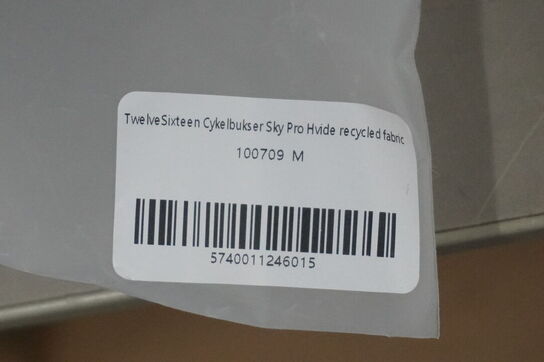 TwelveSixteen Cykelbukser Sky Pro Hvide recycled fabric
100709 M
5740011246015